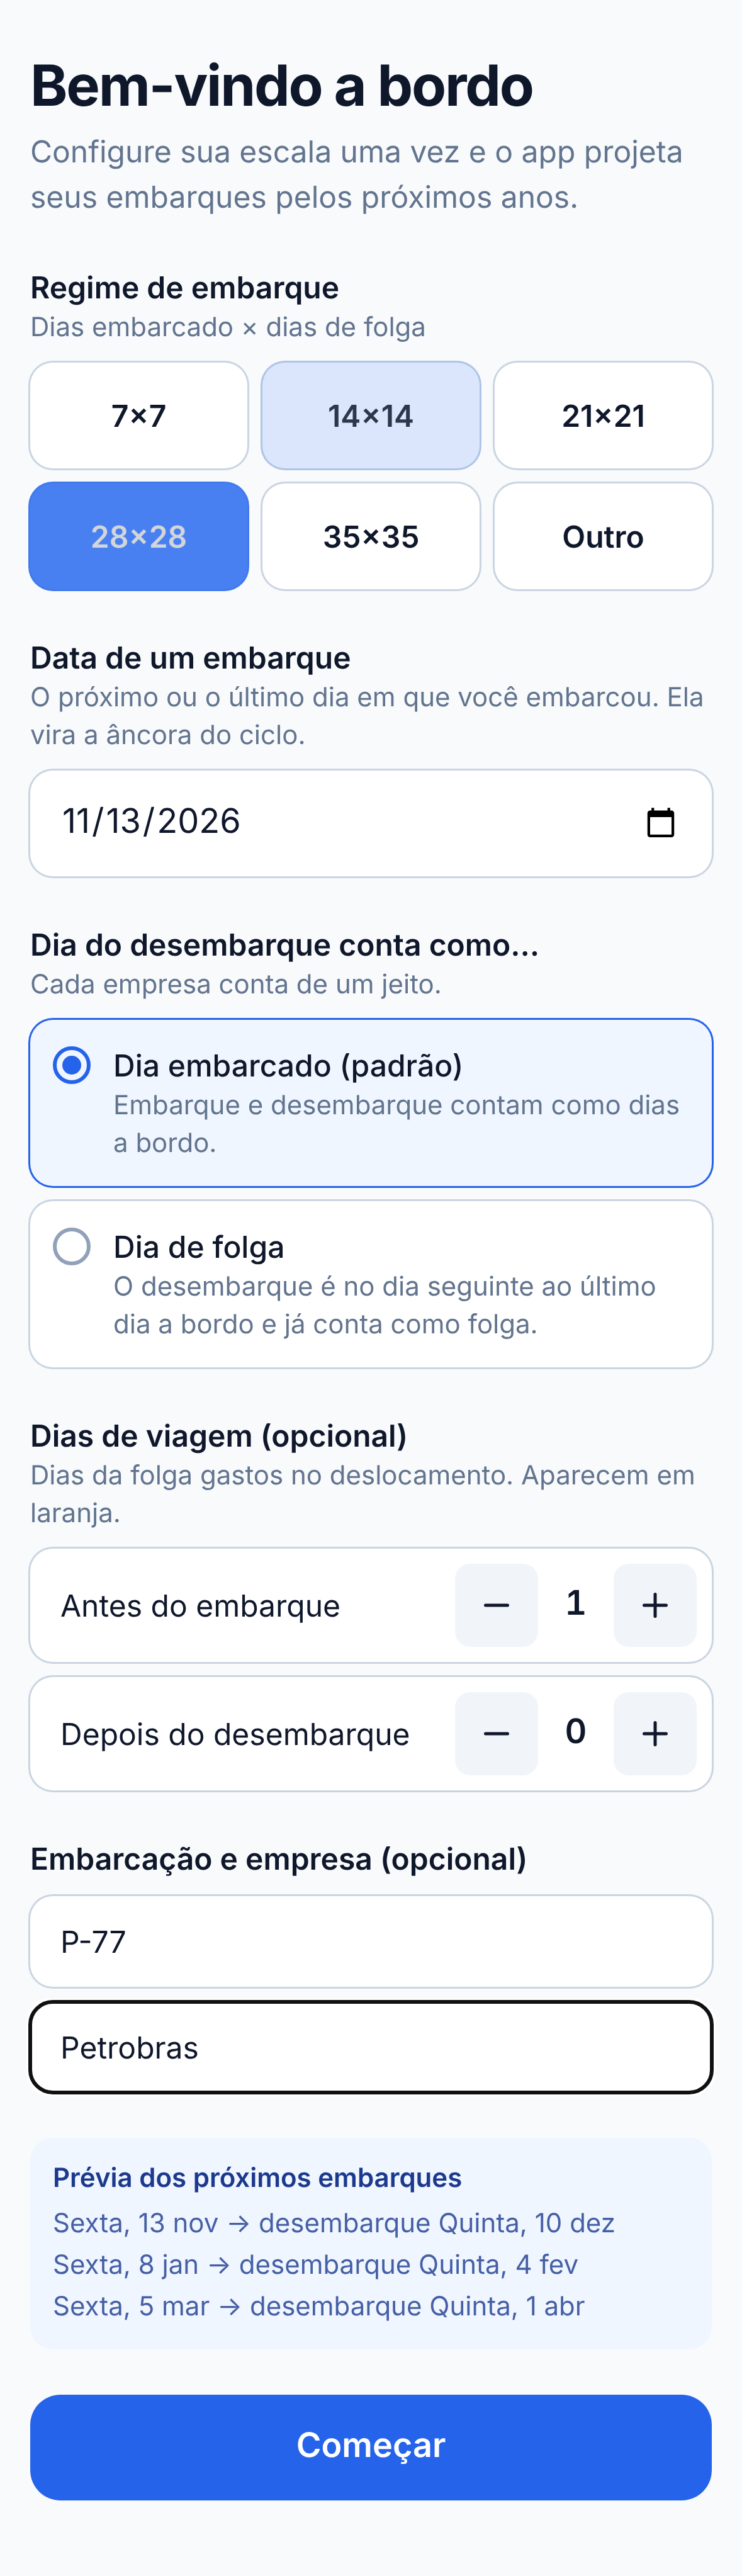 Bem-vindo a bordo
Configure sua escala uma vez e o app projeta
seus embarques pelos próximos anos.
Regime de embarque
Dias embarcado × dias de folga
7×7
14×14
21×21
28×28
35×35
Outro
Data de um embarque
O próximo ou o último dia em que você embarcou. Ela
vira a âncora do ciclo.
11/13/2026
Dia do desembarque conta como…
Cada empresa conta de um jeito.
Dia embarcado (padrão)
Embarque e desembarque contam como dias
a bordo.
Dia de folga
O desembarque é no dia seguinte ao último
dia a bordo e já conta como folga.
Dias de viagem (opcional)
Dias da folga gastos no deslocamento. Aparecem em
laranja.
Antes do embarque − 1 +
Depois do desembarque − 0 +
Embarcação e empresa (opcional)
P-77
Petrobras
Prévia dos próximos embarques
Sexta, 13 nov → desembarque Quinta, 10 dez
Sexta, 8 jan → desembarque Quinta, 4 fev
Sexta, 5 mar → desembarque Quinta, 1 abr
Começar